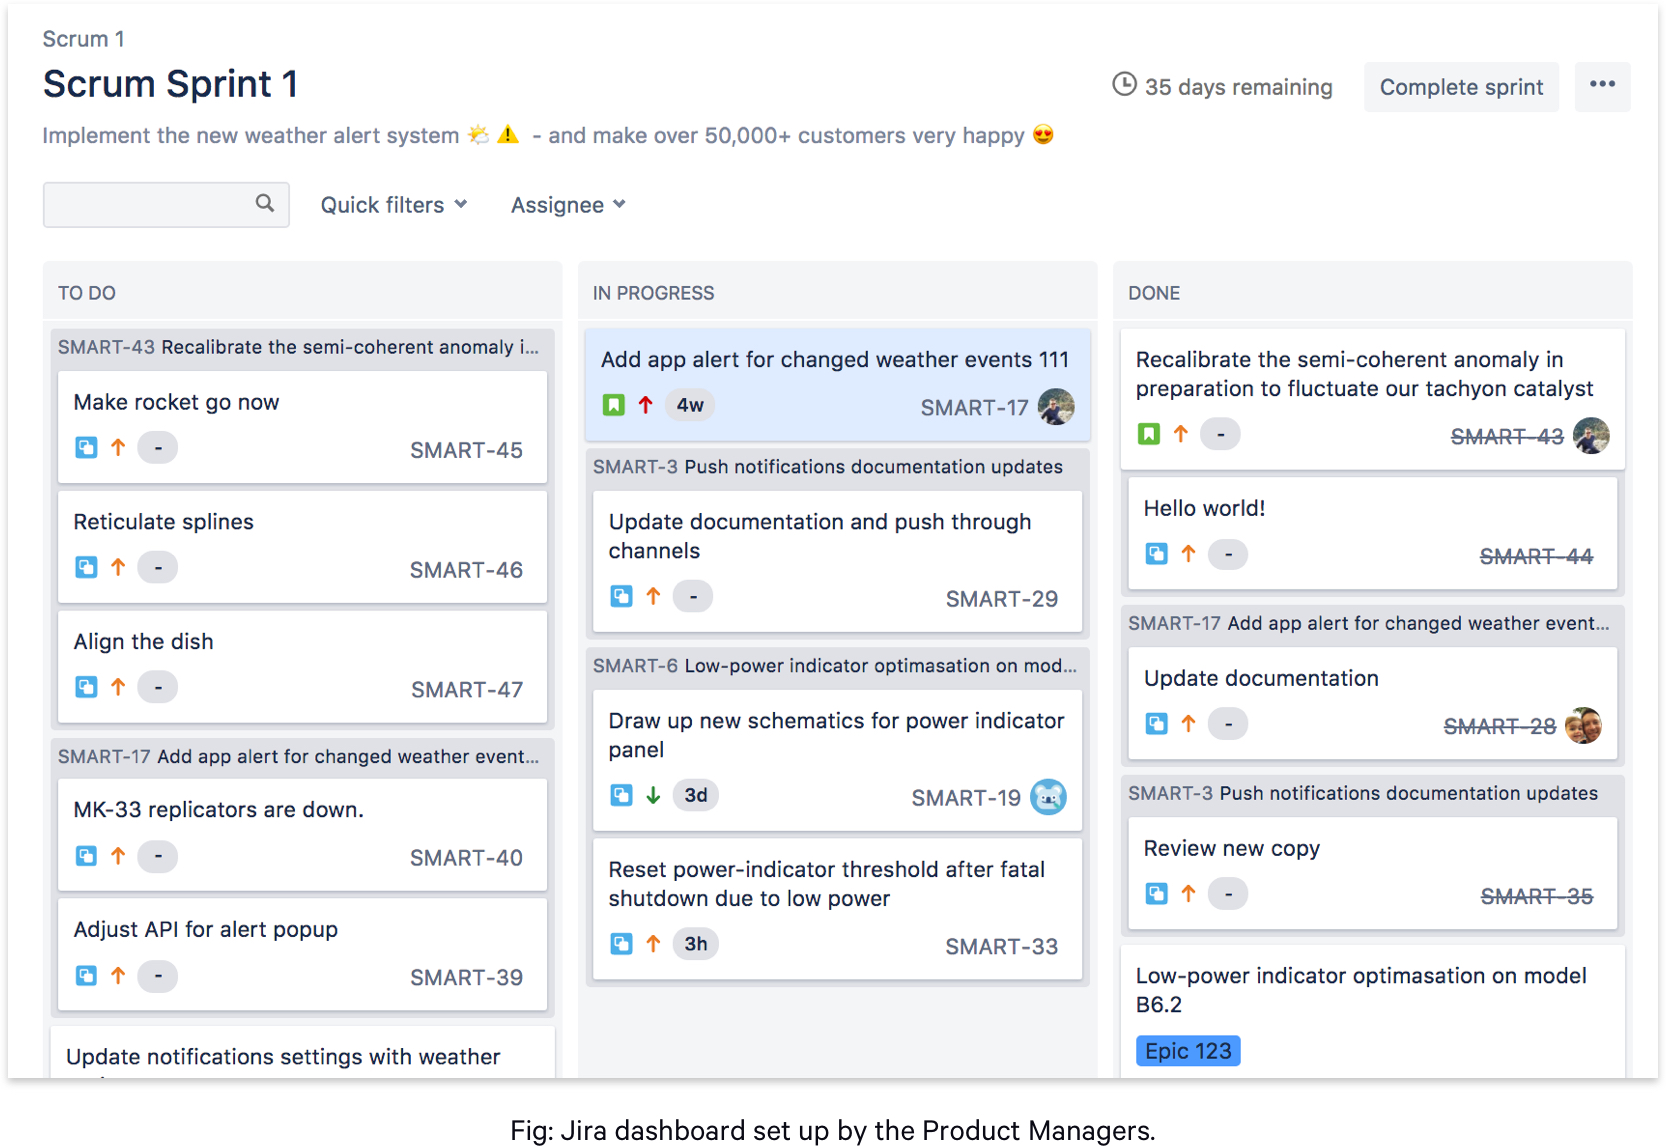 Scrum 1
Scrum Sprint 1
35 days remaining
Complete sprint
Implement the new weather alert system 🌤️ ⚠️ - and make over 50,000+ customers very happy 😍
Quick filters
Assignee
TO DO
SMART-43 Recalibrate the semi-coherent anomaly i...
Make rocket go now
-
SMART-45
Reticulate splines
-
SMART-46
Align the dish
-
SMART-47
SMART-17 Add app alert for changed weather event...
MK-33 replicators are down.
-
SMART-40
Adjust API for alert popup
-
SMART-39
Update notifications settings with weather
IN PROGRESS
Add app alert for changed weather events 111
4w
SMART-17
SMART-3 Push notifications documentation updates
Update documentation and push through
channels
-
SMART-29
SMART-6 Low-power indicator optimasation on mod...
Draw up new schematics for power indicator
panel
3d
SMART-19
Reset power-indicator threshold after fatal
shutdown due to low power
3h
SMART-33
DONE
Recalibrate the semi-coherent anomaly in
preparation to fluctuate our tachyon catalyst
-
SMART-43
Hello world!
-
SMART-44
SMART-17 Add app alert for changed weather event...
Update documentation
-
SMART-28
SMART-3 Push notifications documentation updates
Review new copy
-
SMART-35
Low-power indicator optimasation on model
B6.2
Epic 123
Fig: Jira dashboard set up by the Product Managers.